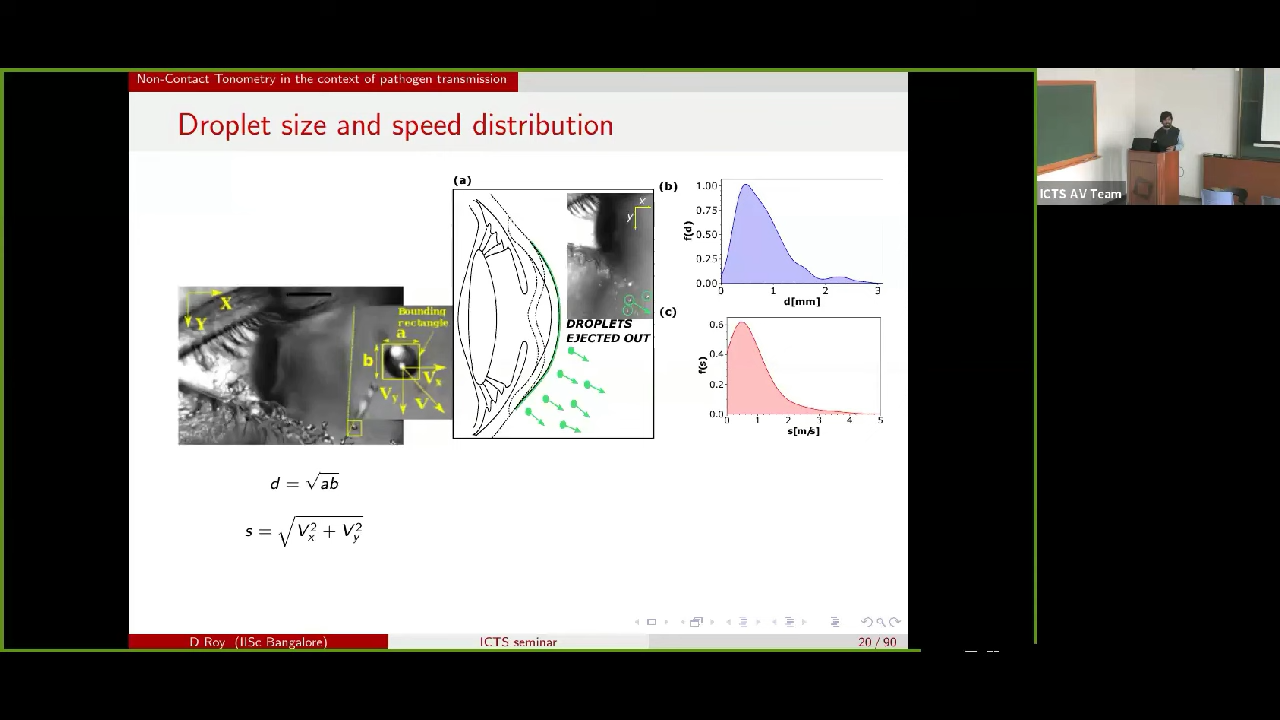 Non-Contact Tonometry in the context of pathogen transmission
Droplet size and speed distribution
X
Y
Bounding
rectangle
a
b
Vx
Vy
V
(a)
x
y
DROPLETS
EJECTED OUT
(b)
1.00
0.75
0.50
0.25
0.00
f(d)
0 1 2 3
d[mm]
(c)
0.6
0.4
0.2
0.0
f(s)
0 1 2 3 4 5
s[m/s]
d = √ab
s = √Vx² + Vy²
ICTS AV Team
D Roy (IISc Bangalore) ICTS seminar 20 / 90